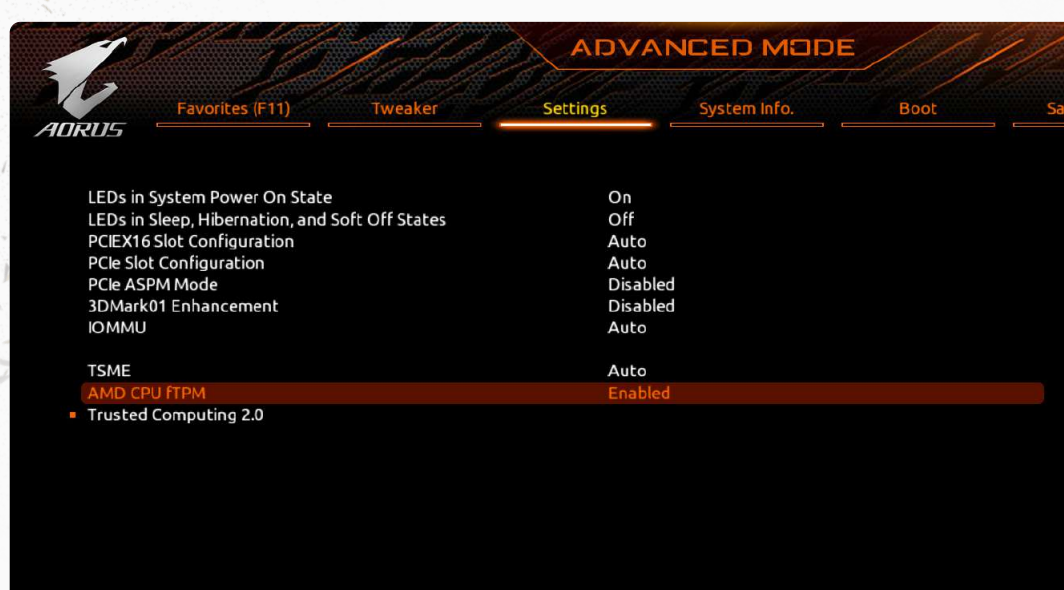 ADVANCED MODE
Favorites (F11) Tweaker Settings System Info. Boot Sa
AORUS
LEDs in System Power On State On
LEDs in Sleep, Hibernation, and Soft Off States Off
PCIEX16 Slot Configuration Auto
PCIe Slot Configuration Auto
PCIe ASPM Mode Disabled
3DMark01 Enhancement Disabled
IOMMU Auto
TSME Auto
AMD CPU fTPM Enabled
Trusted Computing 2.0